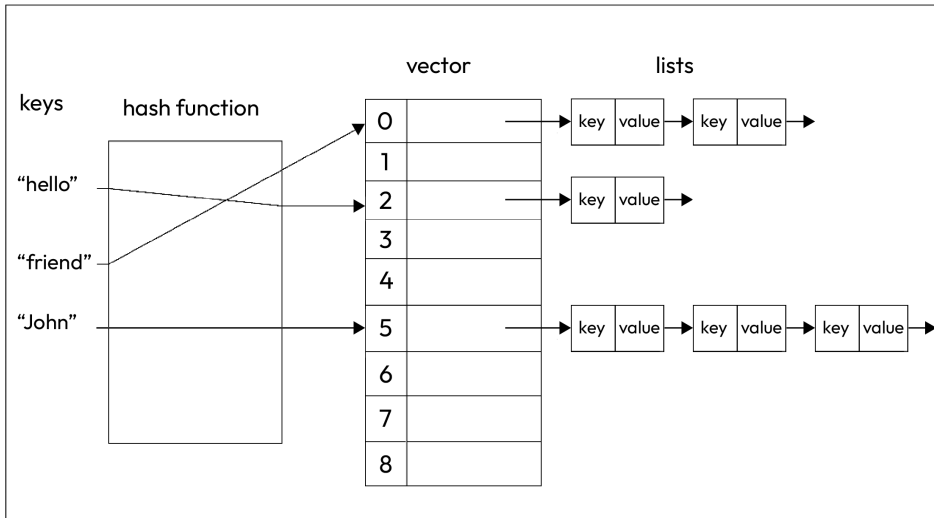 vector
lists
keys
hash function
0
key value key value
1
"hello"
2
key value
3
"friend"
4
"John"
5
key value key value key value
6
7
8